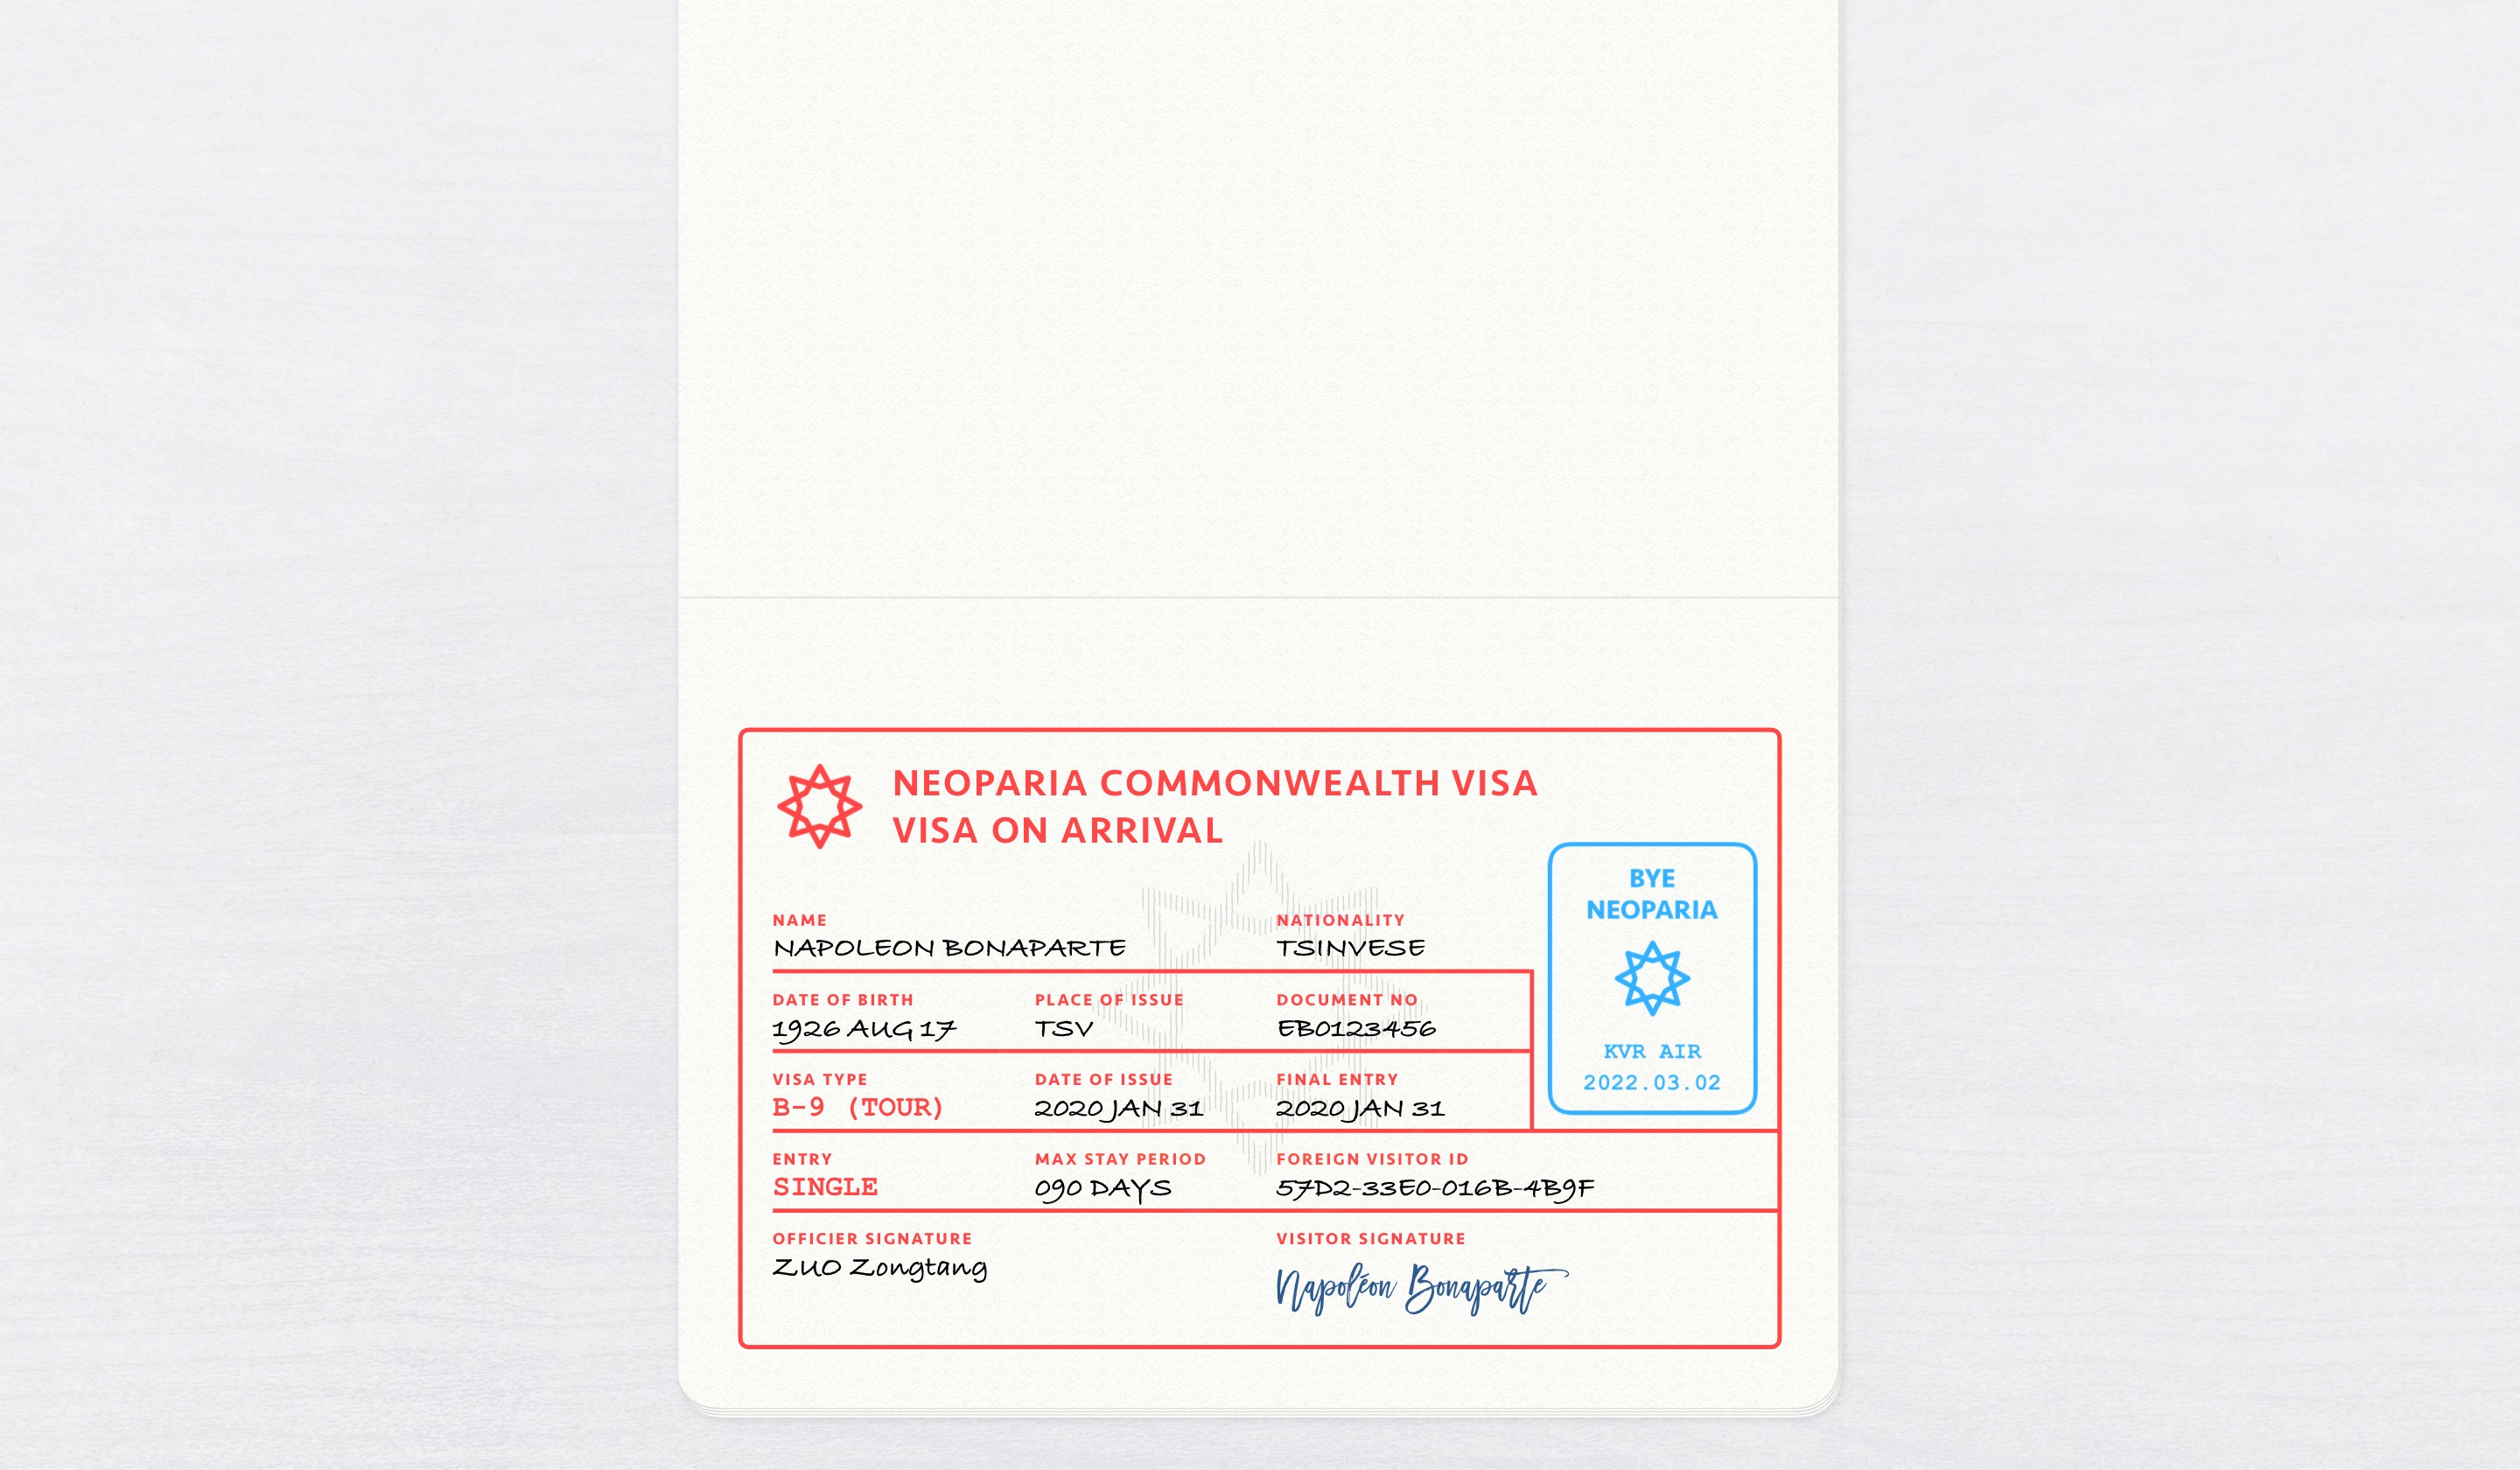 NEOPARIA COMMONWEALTH VISA
VISA ON ARRIVAL
BYE
NEOPARIA
KVR AIR
2022.03.02
NAME
NAPOLEON BONAPARTE
NATIONALITY
TSINVESE
DATE OF BIRTH
1926 AUG 17
PLACE OF ISSUE
TSV
DOCUMENT NO
EB0123456
VISA TYPE
B-9 (TOUR)
DATE OF ISSUE
2020 JAN 31
FINAL ENTRY
2020 JAN 31
ENTRY
SINGLE
MAX STAY PERIOD
090 DAYS
FOREIGN VISITOR ID
57D2-33E0-016B-4B9F
OFFICIER SIGNATURE
ZUO Zongtang
VISITOR SIGNATURE
Napoléon Bonaparte